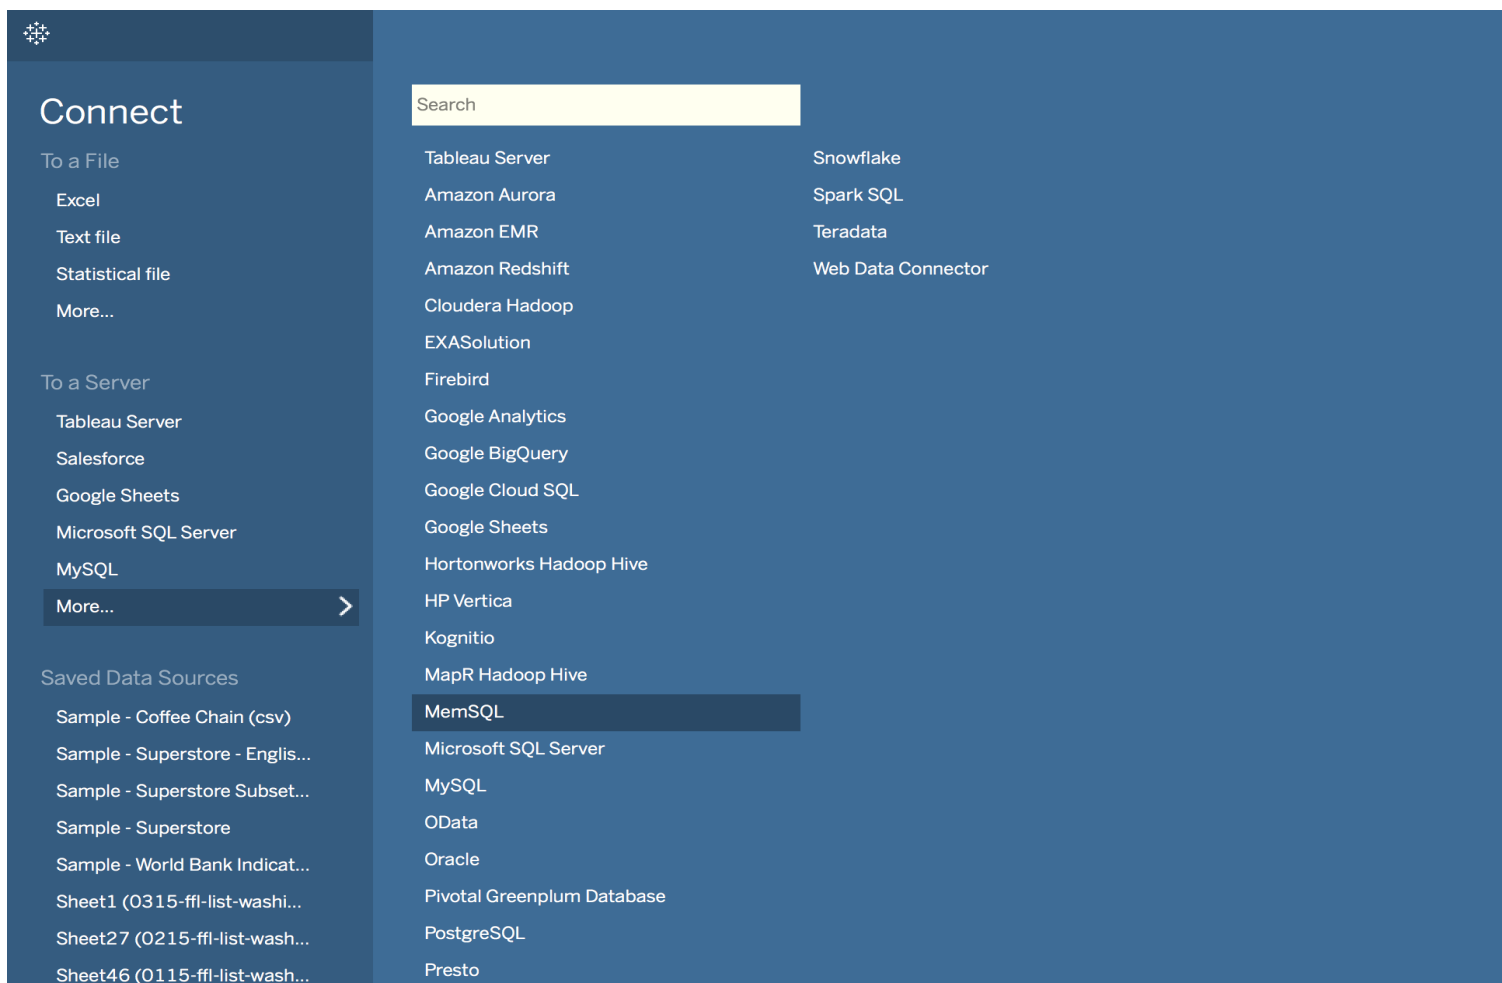 Connect
To a File
Excel
Text file
Statistical file
More...
To a Server
Tableau Server
Salesforce
Google Sheets
Microsoft SQL Server
MySQL
More...
Saved Data Sources
Sample - Coffee Chain (csv)
Sample - Superstore - Englis...
Sample - Superstore Subset...
Sample - Superstore
Sample - World Bank Indicat...
Sheet1 (0315-ffl-list-washi...
Sheet27 (0215-ffl-list-wash...
Sheet46 (0115-ffl-list-wash...
Search
Tableau Server
Amazon Aurora
Amazon EMR
Amazon Redshift
Cloudera Hadoop
EXASolution
Firebird
Google Analytics
Google BigQuery
Google Cloud SQL
Google Sheets
Hortonworks Hadoop Hive
HP Vertica
Kognitio
MapR Hadoop Hive
MemSQL
Microsoft SQL Server
MySQL
OData
Oracle
Pivotal Greenplum Database
PostgreSQL
Presto
Snowflake
Spark SQL
Teradata
Web Data Connector